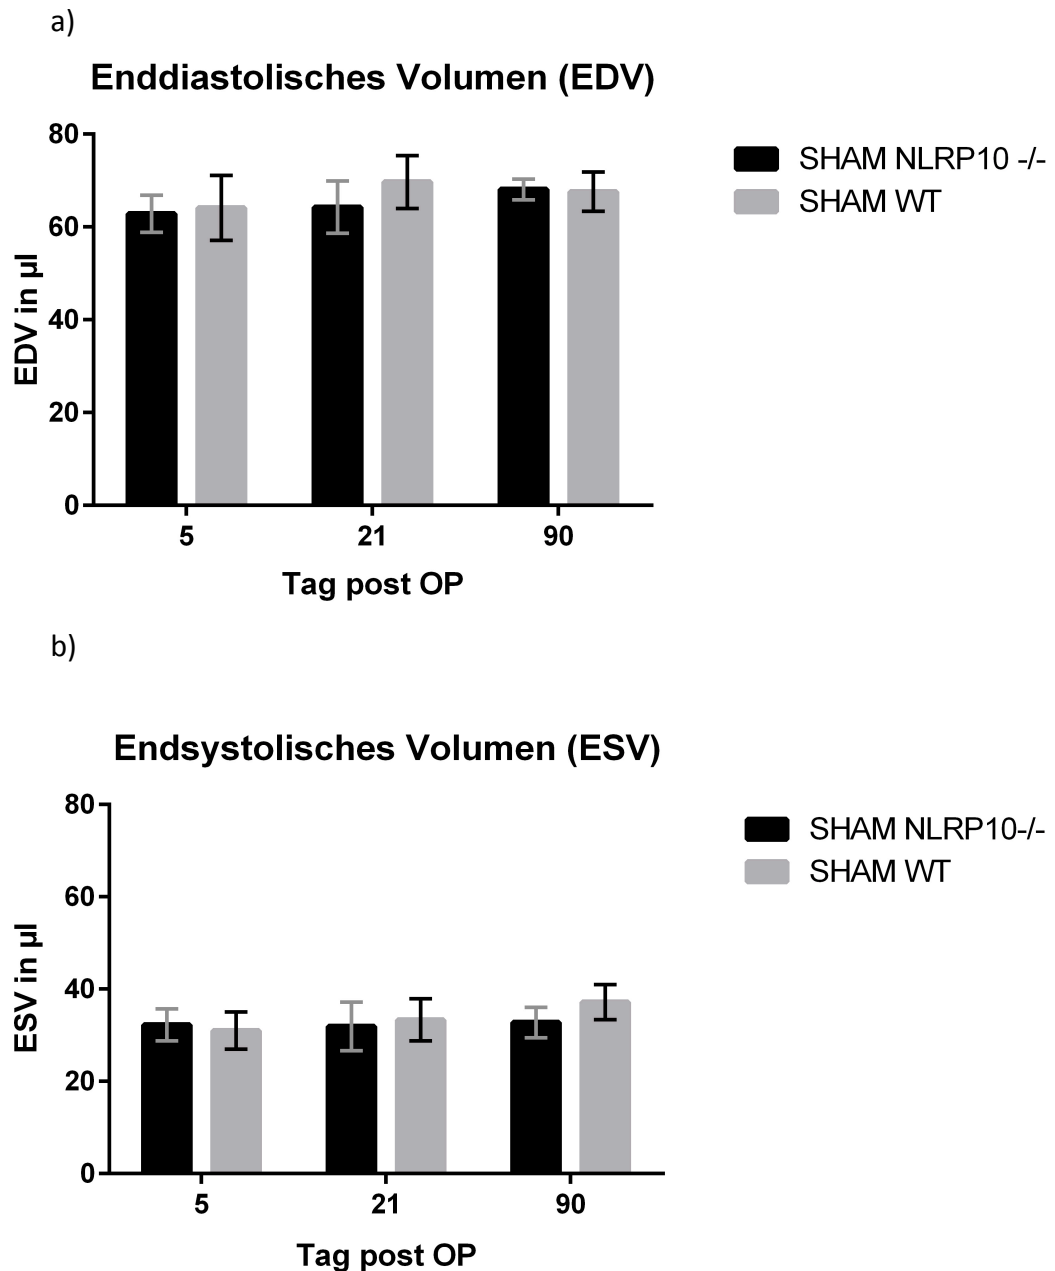 a)
Enddiastolisches Volumen (EDV)
80
60
40
20
0
EDV in µl
5 21 90
Tag post OP
SHAM NLRP10 -/-
SHAM WT
b)
Endsystolisches Volumen (ESV)
80
60
40
20
0
ESV in µl
5 21 90
Tag post OP
SHAM NLRP10-/-
SHAM WT